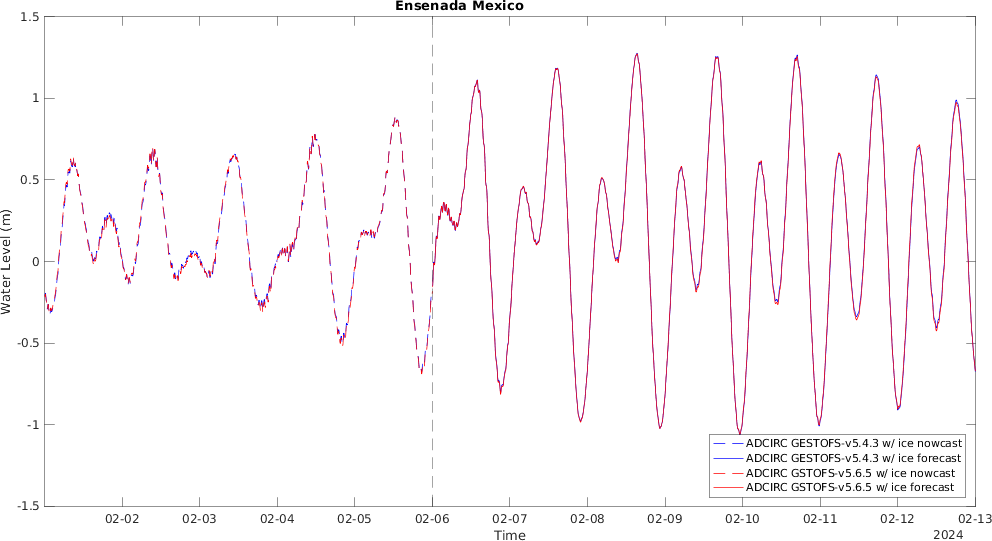 Ensenada Mexico
1.5
1
0.5
0
-0.5
-1
-1.5
Water Level (m)
02-02 02-03 02-04 02-05 02-06 02-07 02-08 02-09 02-10 02-11 02-12 02-13
Time
2024
ADCIRC GESTOFS-v5.4.3 w/ ice nowcast
ADCIRC GESTOFS-v5.4.3 w/ ice forecast
ADCIRC GSTOFS-v5.6.5 w/ ice nowcast
ADCIRC GSTOFS-v5.6.5 w/ ice forecast